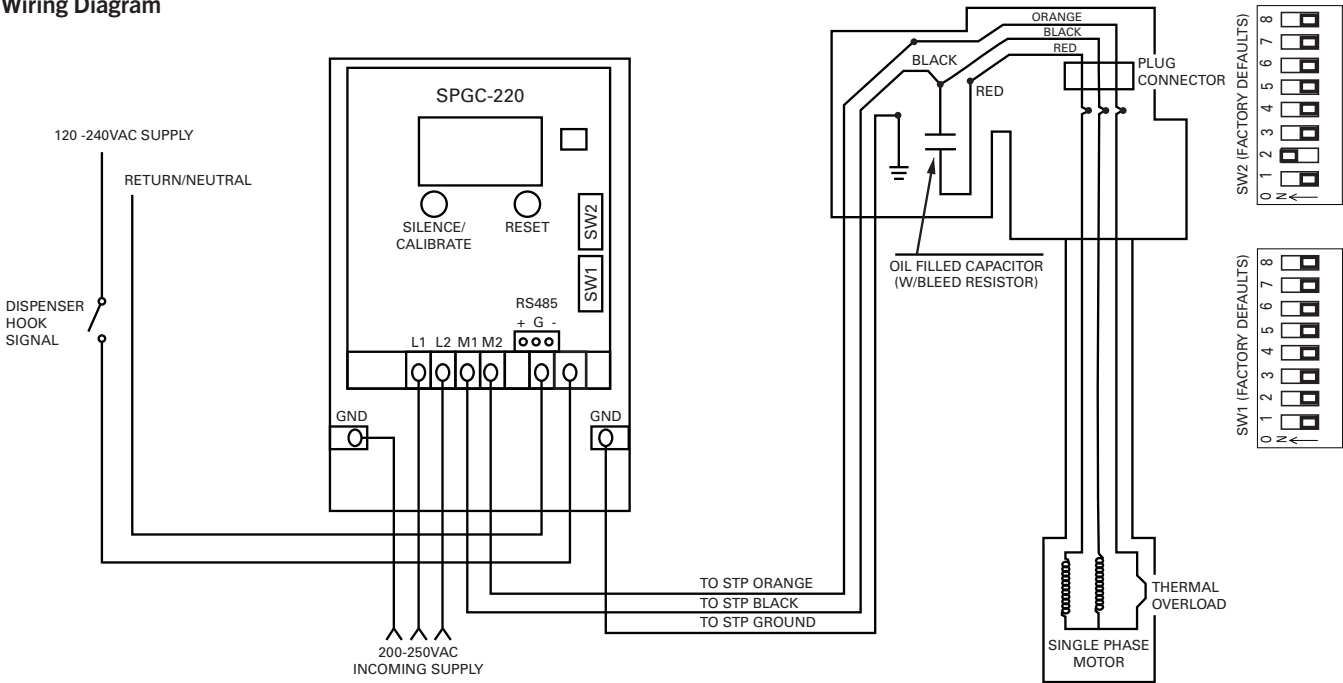 Wiring Diagram
120 -240VAC SUPPLY
RETURN/NEUTRAL
DISPENSER
HOOK
SIGNAL
SPGC-220
SILENCE/
CALIBRATE
RESET
SW2
SW1
RS485
+ G -
L1 L2 M1 M2
GND
GND
200-250VAC
INCOMING SUPPLY
TO STP ORANGE
TO STP BLACK
TO STP GROUND
ORANGE
BLACK
RED
BLACK
RED
PLUG
CONNECTOR
OIL FILLED CAPACITOR
(W/BLEED RESISTOR)
THERMAL
OVERLOAD
SINGLE PHASE
MOTOR
SW2 (FACTORY DEFAULTS)
O 1 2 3 4 5 6 7 8
N
SW1 (FACTORY DEFAULTS)
O 1 2 3 4 5 6 7 8
N